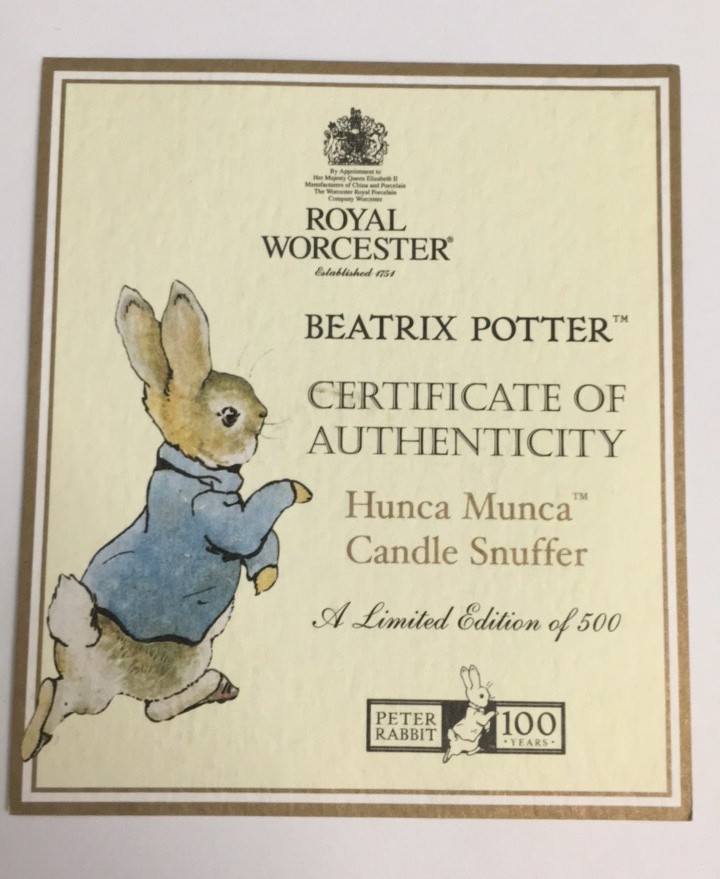 By Appointment to
Her Majesty Queen Elizabeth II
Manufacturers of China and Porcelain
The Worcester Royal Porcelain
Company Worcester
ROYAL
WORCESTER®
Established 1751
BEATRIX POTTER™
CERTIFICATE OF
AUTHENTICITY
Hunca Munca™
Candle Snuffer
A Limited Edition of 500
PETER
RABBIT
100
·YEARS·